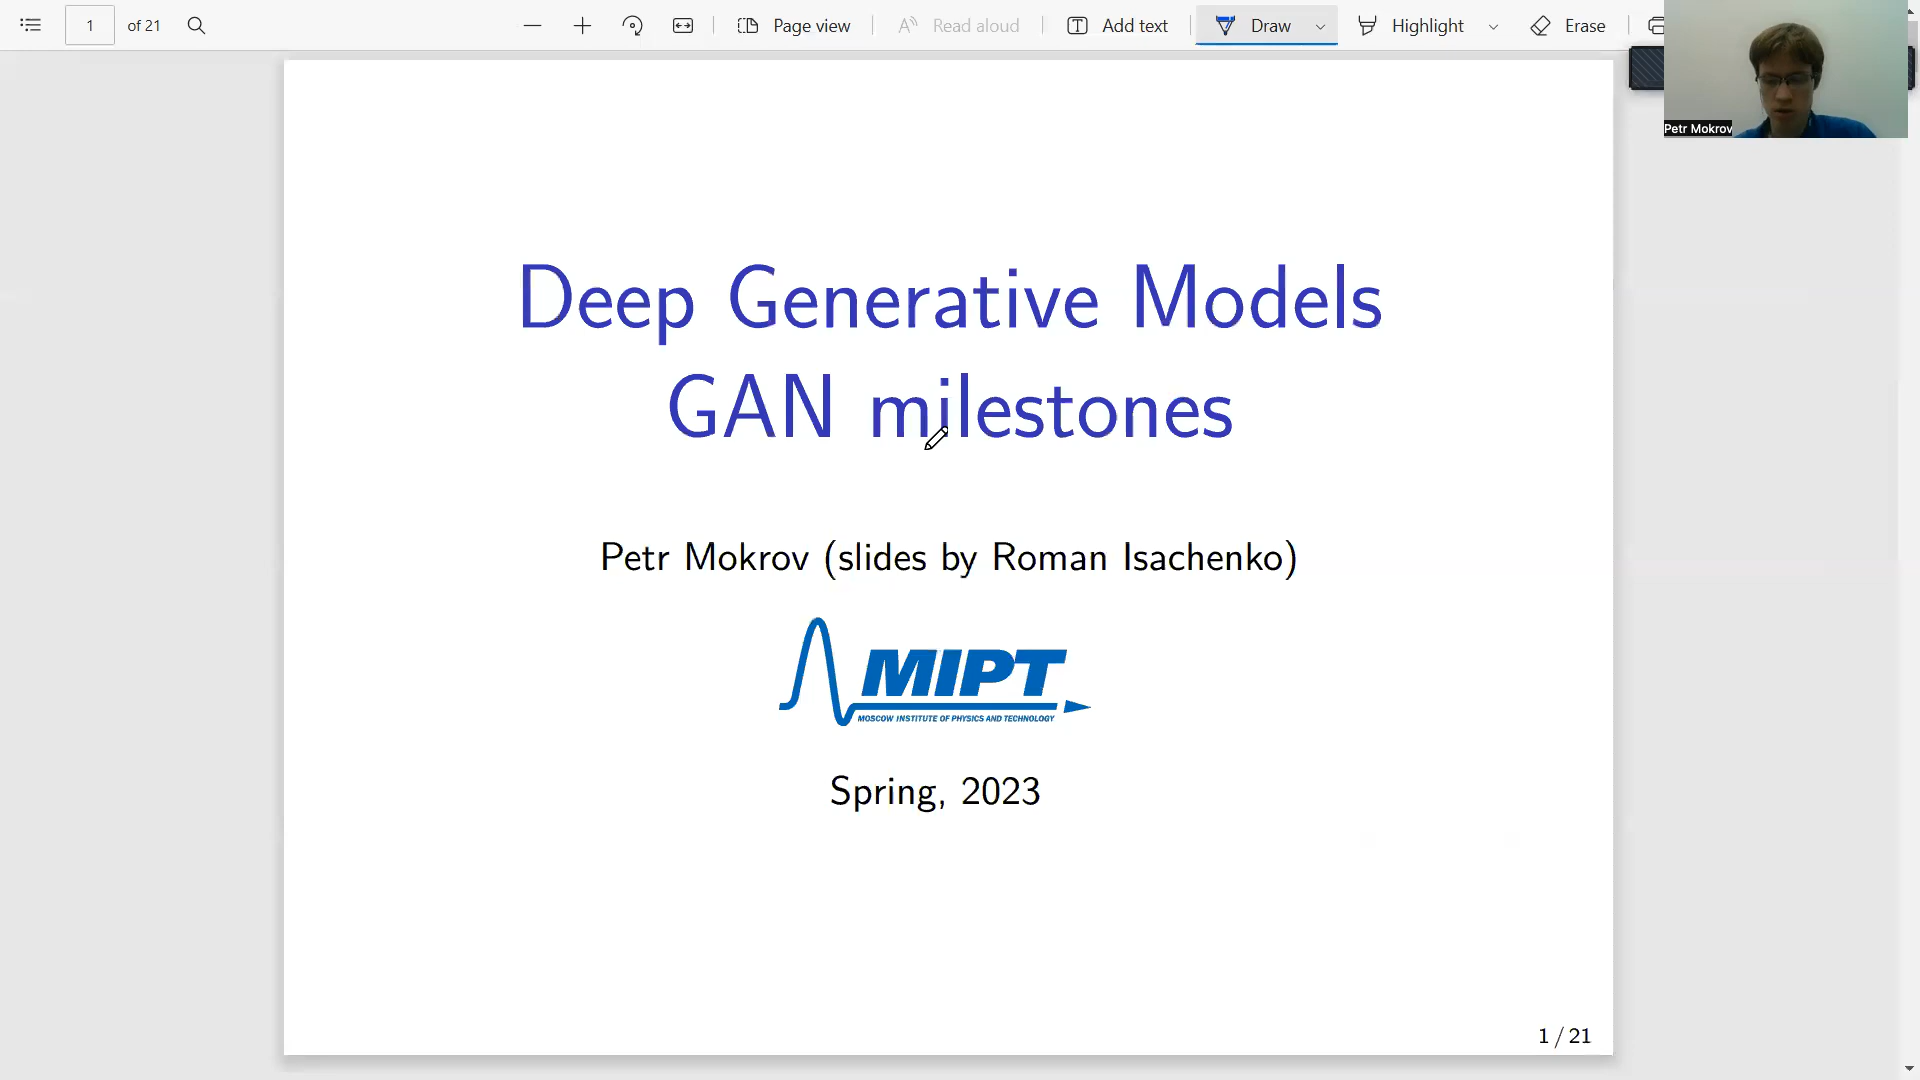 1 of 21 Page view Read aloud Add text Draw Highlight Erase
Petr Mokrov
Deep Generative Models
GAN milestones
Petr Mokrov (slides by Roman Isachenko)
MIPT
MOSCOW INSTITUTE OF PHYSICS AND TECHNOLOGY
Spring, 2023
1 / 21